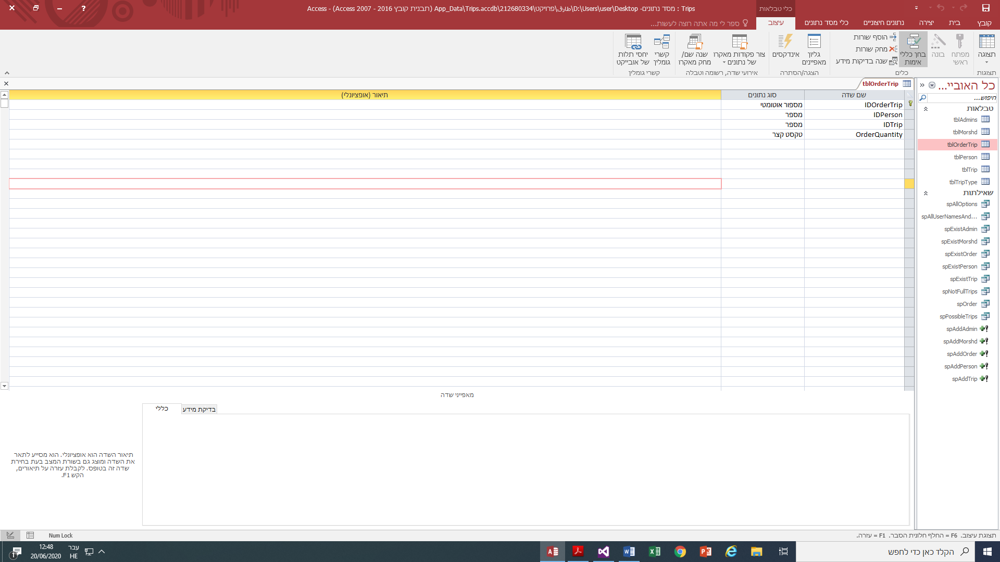 Trips : מסד נתונים- D:\Users\user\Desktop\طارق\פרויקט\212680334\App_Data\Trips.accdb (תבנית קובץ Access 2007 - 2016) - Access
כלי טבלאות
קובץ
בית
יצירה
נתונים חיצוניים
כלי מסד נתונים
עיצוב
ספר לי מה אתה רוצה לעשות...
תצוגה
מפתח ראשי
בונה
בחן כללי אימות
הוסף שורות
מחק שורות
שנה בדיקות מידע
גליון מאפיינים
אינדקסים
צור פקודות מאקרו של נתונים
שנה שם/ מחק מאקרו
קשרי גומלין
יחסי תלות של אובייקט
תצוגות
כלים
הצגה/הסתרה
אירועי שדה, רשומה וטבלה
קשרי גומלין
כל האוביי...
חיפוש...
טבלאות
tblAdmins
tblMorshd
tblOrderTrip
tblPerson
tblTrip
tblTripType
שאילתות
spAllOptions
spAllUserNamesAnd...
spExistAdmin
spExistMorshd
spExistOrder
spExistPerson
spExistTrip
spNotFullTrips
spOrder
spPossibleTrips
spAddAdmin
spAddMorshd
spAddOrder
spAddPerson
spAddTrip
tblOrderTrip
שם שדה סוג נתונים תיאור (אופציונלי)
IDOrderTrip מספור אוטומטי
IDPerson מספר
IDTrip מספר
OrderQuantity טקסט קצר
מאפייני שדה
כללי
בדיקת מידע
תיאור השדה הוא אופציונלי. הוא מסייע לתאר
את השדה ומוצג גם בשורת המצב בעת בחירת
שדה זה בטופס. לקבלת עזרה על תיאורים,
הקש F1.
תצוגת עיצוב. F6 = החלף חלונית הסבר. F1 = עזרה.
Num Lock
הקלד כאן כדי לחפש
עבר
HE
12:48
20/06/2020
1